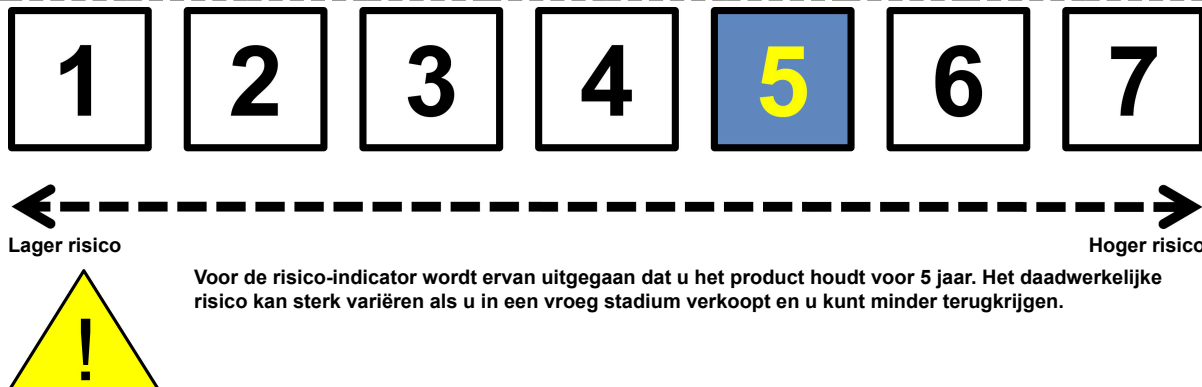 1 2 3 4 5 6 7
Lager risico Hoger risico
Voor de risico-indicator wordt ervan uitgegaan dat u het product houdt voor 5 jaar. Het daadwerkelijke
risico kan sterk variëren als u in een vroeg stadium verkoopt en u kunt minder terugkrijgen.
!